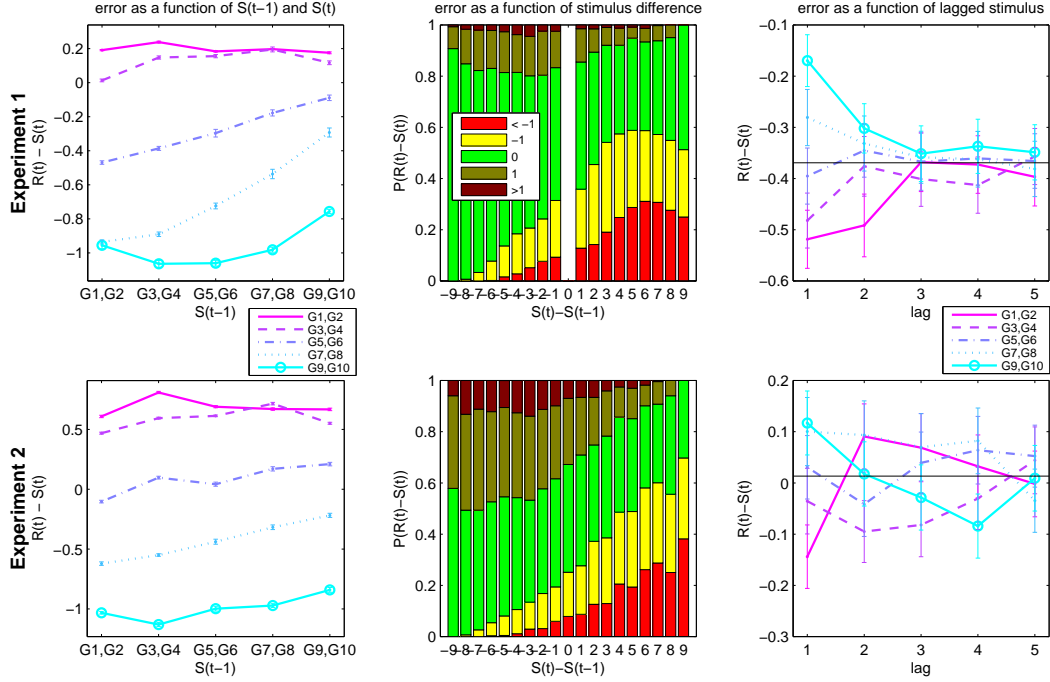 error as a function of S(t−1) and S(t)
error as a function of stimulus difference
error as a function of lagged stimulus
Experiment 1
R(t) − S(t)
0.2
0
−0.2
−0.4
−0.6
−0.8
−1
G1,G2 G3,G4 G5,G6 G7,G8 G9,G10
S(t−1)
P(R(t)−S(t))
1
0.8
0.6
0.4
0.2
0
< −1
−1
0
1
>1
−9−8−7−6−5−4−3−2−1 0 1 2 3 4 5 6 7 8 9
S(t)−S(t−1)
R(t)−S(t)
−0.1
−0.2
−0.3
−0.4
−0.5
−0.6
1 2 3 4 5
lag
G1,G2
G3,G4
G5,G6
G7,G8
G9,G10
G1,G2
G3,G4
G5,G6
G7,G8
G9,G10
Experiment 2
R(t) − S(t)
0.5
0
−0.5
−1
G1,G2 G3,G4 G5,G6 G7,G8 G9,G10
S(t−1)
P(R(t)−S(t))
1
0.8
0.6
0.4
0.2
0
−9−8−7−6−5−4−3−2−1 0 1 2 3 4 5 6 7 8 9
S(t)−S(t−1)
R(t)−S(t)
0.2
0.1
0
−0.1
−0.2
−0.3
1 2 3 4 5
lag